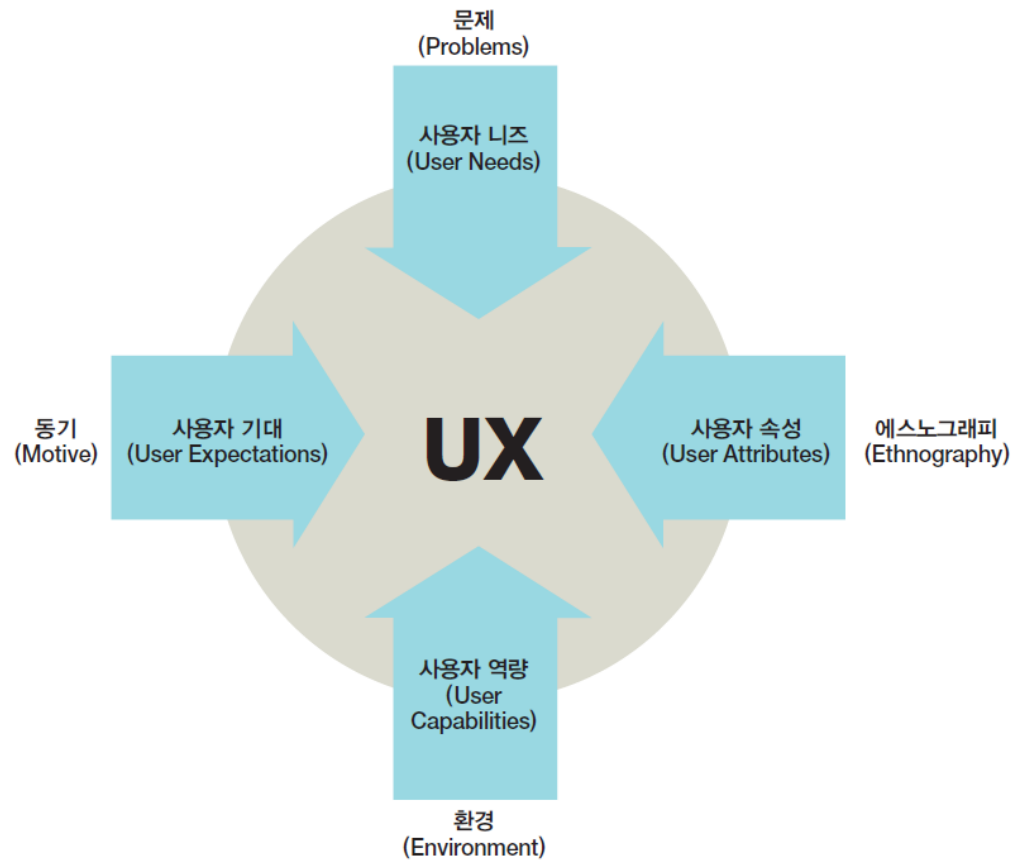 문제
(Problems)
사용자 니즈
(User Needs)
동기
(Motive)
사용자 기대
(User Expectations)
UX
사용자 속성
(User Attributes)
에스노그래피
(Ethnography)
사용자 역량
(User
Capabilities)
환경
(Environment)